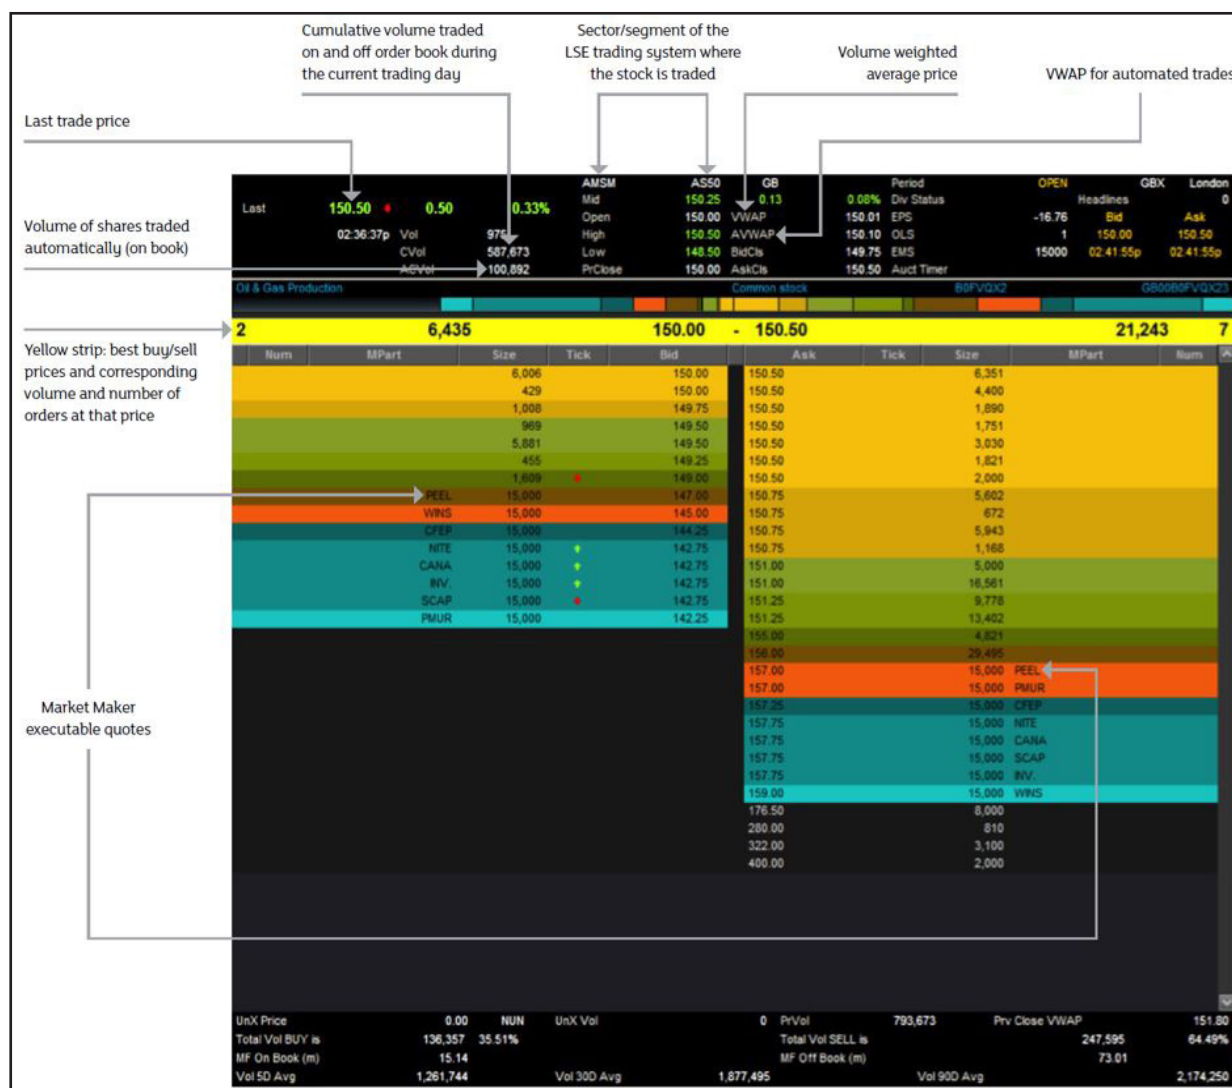 Cumulative volume traded
on and off order book during
the current trading day
Sector/segment of the
LSE trading system where
the stock is traded
Volume weighted
average price
VWAP for automated trades
Last trade price
Volume of shares traded
automatically (on book)
Yellow strip: best buy/sell
prices and corresponding
volume and number of
orders at that price
Market Maker
executable quotes
AMSM AS50 GB Period OPEN GBX London
Last 150.50 0.50 0.33% Mid 150.25 0.13 0.08% Div Status Headlines 0
Open 150.00 VWAP 150.01 EPS -16.76 Bid Ask
02:36:37p Vol 975 High 150.50 AVWAP 150.10 OLS 1 150.00 150.50
CVol 587,673 Low 148.50 BidCls 149.75 EMS 15000 02:41:55p 02:41:55p
ACVol 100,892 PrClose 150.00 AskCls 150.50 Auct Timer
Oil & Gas Production Common stock B0FVQX2 GB00B0FVQX23
2 6,435 150.00 - 150.50 21,243 7
Num MPart Size Tick Bid Ask Tick Size MPart Num
6,006 150.00 150.50 6,351
429 150.00 150.50 4,400
1,008 149.75 150.50 1,890
969 149.50 150.50 1,751
5,881 149.50 150.50 3,030
455 149.25 150.50 1,821
1,609 149.00 150.50 2,000
PEEL 15,000 147.00 150.75 5,602
WINS 15,000 145.00 150.75 672
CFEP 15,000 144.25 150.75 5,943
NITE 15,000 142.75 150.75 1,168
CANA 15,000 142.75 151.00 5,000
INV. 15,000 142.75 151.00 16,561
SCAP 15,000 142.75 151.25 9,778
PMUR 15,000 142.25 151.25 13,402
155.00 4,821
156.00 29,495
157.00 15,000 PEEL
157.00 15,000 PMUR
157.25 15,000 CFEP
157.75 15,000 NITE
157.75 15,000 CANA
157.75 15,000 SCAP
157.75 15,000 INV.
159.00 15,000 WINS
176.50 8,000
280.00 810
322.00 3,100
400.00 2,000
UnX Price 0.00 NUN UnX Vol 0 PrVol 793,673 Prv Close VWAP 151.80
Total Vol BUY is 136,357 35.51% Total Vol SELL is 247,595 64.49%
MF On Book (m) 15.14 MF Off Book (m) 73.01
Vol 5D Avg 1,261,744 Vol 30D Avg 1,877,495 Vol 90D Avg 2,174,250